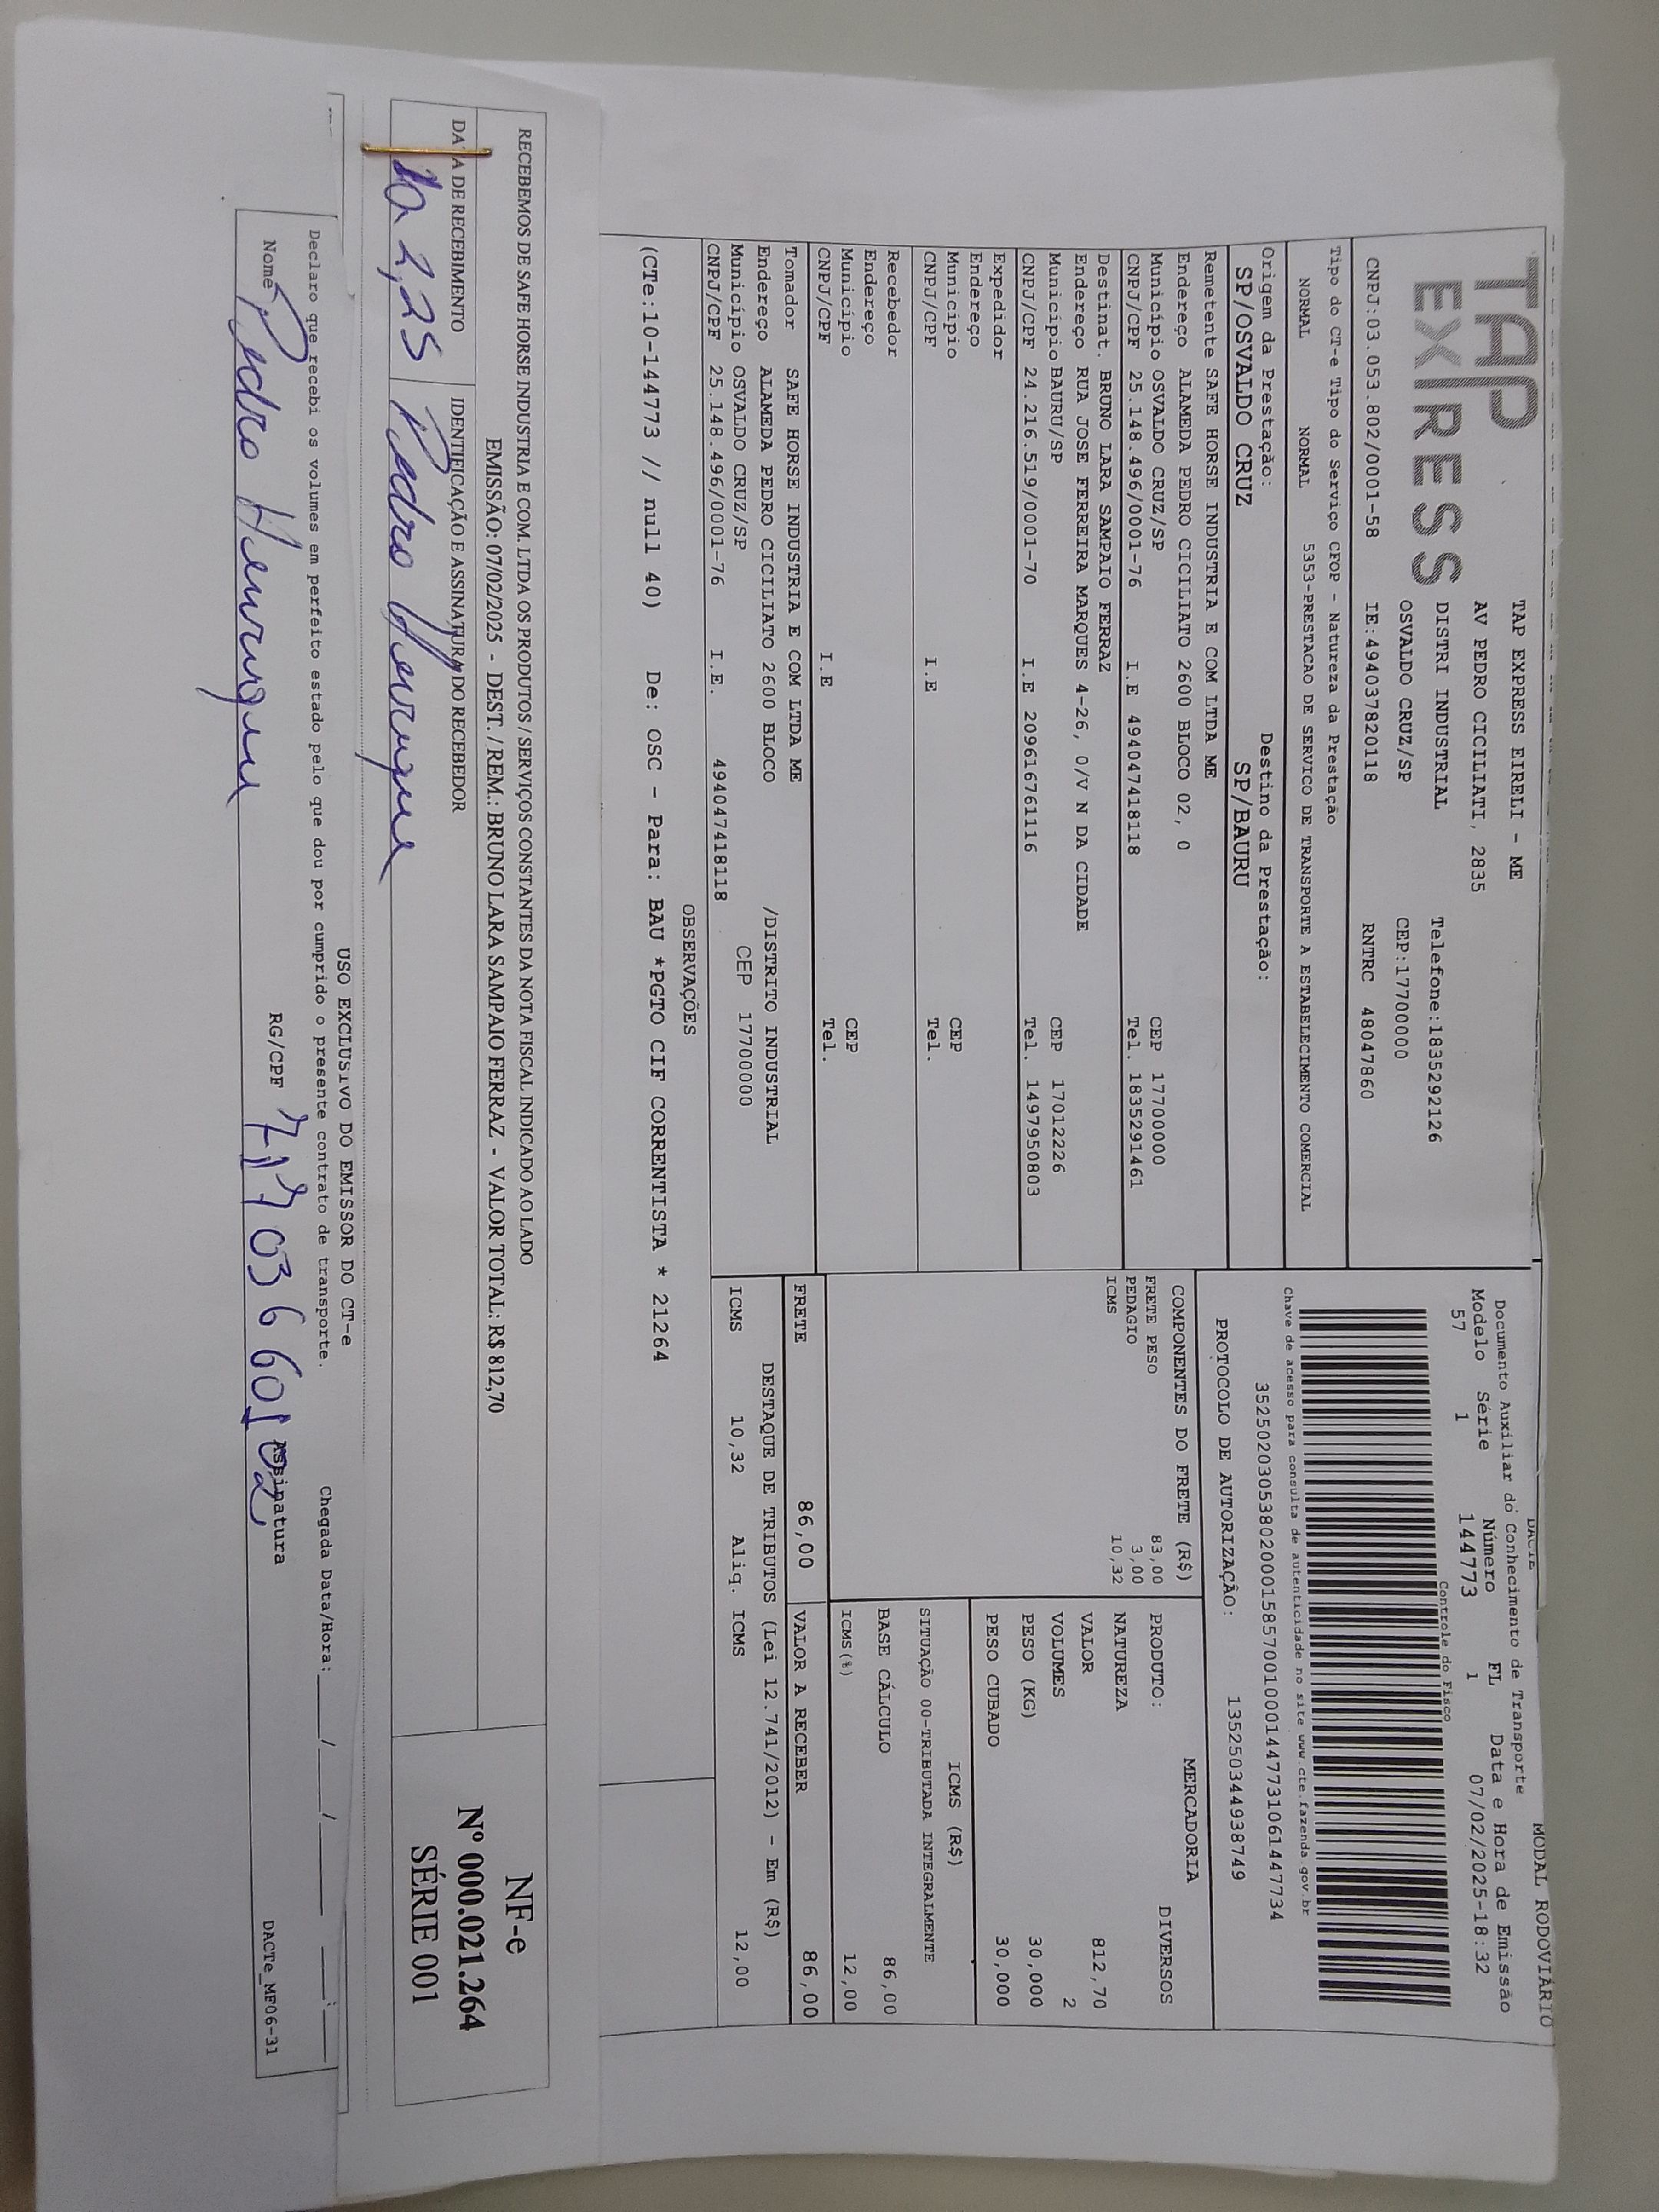 DACTE
MODAL RODOVIÁRIO
TAP
EXPRESS
TAP EXPRESS EIRELI - ME
AV PEDRO CICILIATI, 2835
DISTRI INDUSTRIAL
Telefone:1835292126
OSVALDO CRUZ/SP
CEP:17700000
CNPJ:03.053.802/0001-58
IE:494037820118
RNTRC 48047860
Documento Auxiliar do Conhecimento de Transporte
Modelo Série Número FL Data e Hora de Emissão
57 1 144773 1 07/02/2025-18:32
Controle do Fisco
Chave de acesso para consulta de autenticidade no site www.cte.fazenda.gov.br
35250203053802000158570010001447731061447734
PROTOCOLO DE AUTORIZAÇÃO: 135250344938749
Tipo do CT-e Tipo do Serviço CFOP - Natureza da Prestação
NORMAL NORMAL 5353-PRESTACAO DE SERVICO DE TRANSPORTE A ESTABELECIMENTO COMERCIAL
Origem da Prestação: Destino da Prestação:
SP/OSVALDO CRUZ SP/BAURU
Remetente SAFE HORSE INDUSTRIA E COM LTDA ME
Endereço ALAMEDA PEDRO CICILIATO 2600 BLOCO 02, 0
Município OSVALDO CRUZ/SP CEP 17700000
CNPJ/CPF 25.148.496/0001-76 I.E 494047418118 Tel. 1835291461
Destinat. BRUNO LARA SAMPAIO FERRAZ
Endereço RUA JOSE FERREIRA MARQUES 4-26, 0/V N DA CIDADE
Município BAURU/SP CEP 17012226
CNPJ/CPF 24.216.519/0001-70 I.E 209616761116 Tel. 1497950803
Expedidor
Endereço
Município CEP
CNPJ/CPF I.E Tel.
Recebedor
Endereço
Município CEP
CNPJ/CPF I.E Tel.
Tomador SAFE HORSE INDUSTRIA E COM LTDA ME
Endereço ALAMEDA PEDRO CICILIATO 2600 BLOCO /DISTRITO INDUSTRIAL
Município OSVALDO CRUZ/SP CEP 17700000
CNPJ/CPF 25.148.496/0001-76 I.E. 494047418118
COMPONENTES DO FRETE (R$)
FRETE PESO 83,00
PEDAGIO 3,00
ICMS 10,32
MERCADORIA
PRODUTO: DIVERSOS
NATUREZA
VALOR 812,70
VOLUMES 2
PESO (KG) 30,000
PESO CUBADO 30,000
ICMS (R$)
SITUAÇÃO 00-TRIBUTADA INTEGRALMENTE
BASE CÁLCULO 86,00
ICMS(%) 12,00
FRETE 86,00 VALOR A RECEBER 86,00
DESTAQUE DE TRIBUTOS (Lei 12.741/2012) - Em (R$)
ICMS 10,32 Aliq. ICMS 12,00
OBSERVAÇÕES
(CTe:10-144773 // null 40) De: OSC - Para: BAU *PGTO CIF CORRENTISTA * 21264
RECEBEMOS DE SAFE HORSE INDUSTRIA E COM. LTDA OS PRODUTOS / SERVIÇOS CONSTANTES DA NOTA FISCAL INDICADO AO LADO
EMISSÃO: 07/02/2025 - DEST. / REM.: BRUNO LARA SAMPAIO FERRAZ - VALOR TOTAL: R$ 812,70
DATA DE RECEBIMENTO IDENTIFICAÇÃO E ASSINATURA DO RECEBEDOR
10 2,25 Pedro Henrique
NF-e
Nº 000.021.264
SÉRIE 001
USO EXCLUSIVO DO EMISSOR DO CT-e
Declaro que recebi os volumes em perfeito estado pelo que dou por cumprido o presente contrato de transporte. Chegada Data/Hora:____/____/____ ___:___
Nome Pedro Henrique RG/CPF Assinatura
DACTe_MF06-31